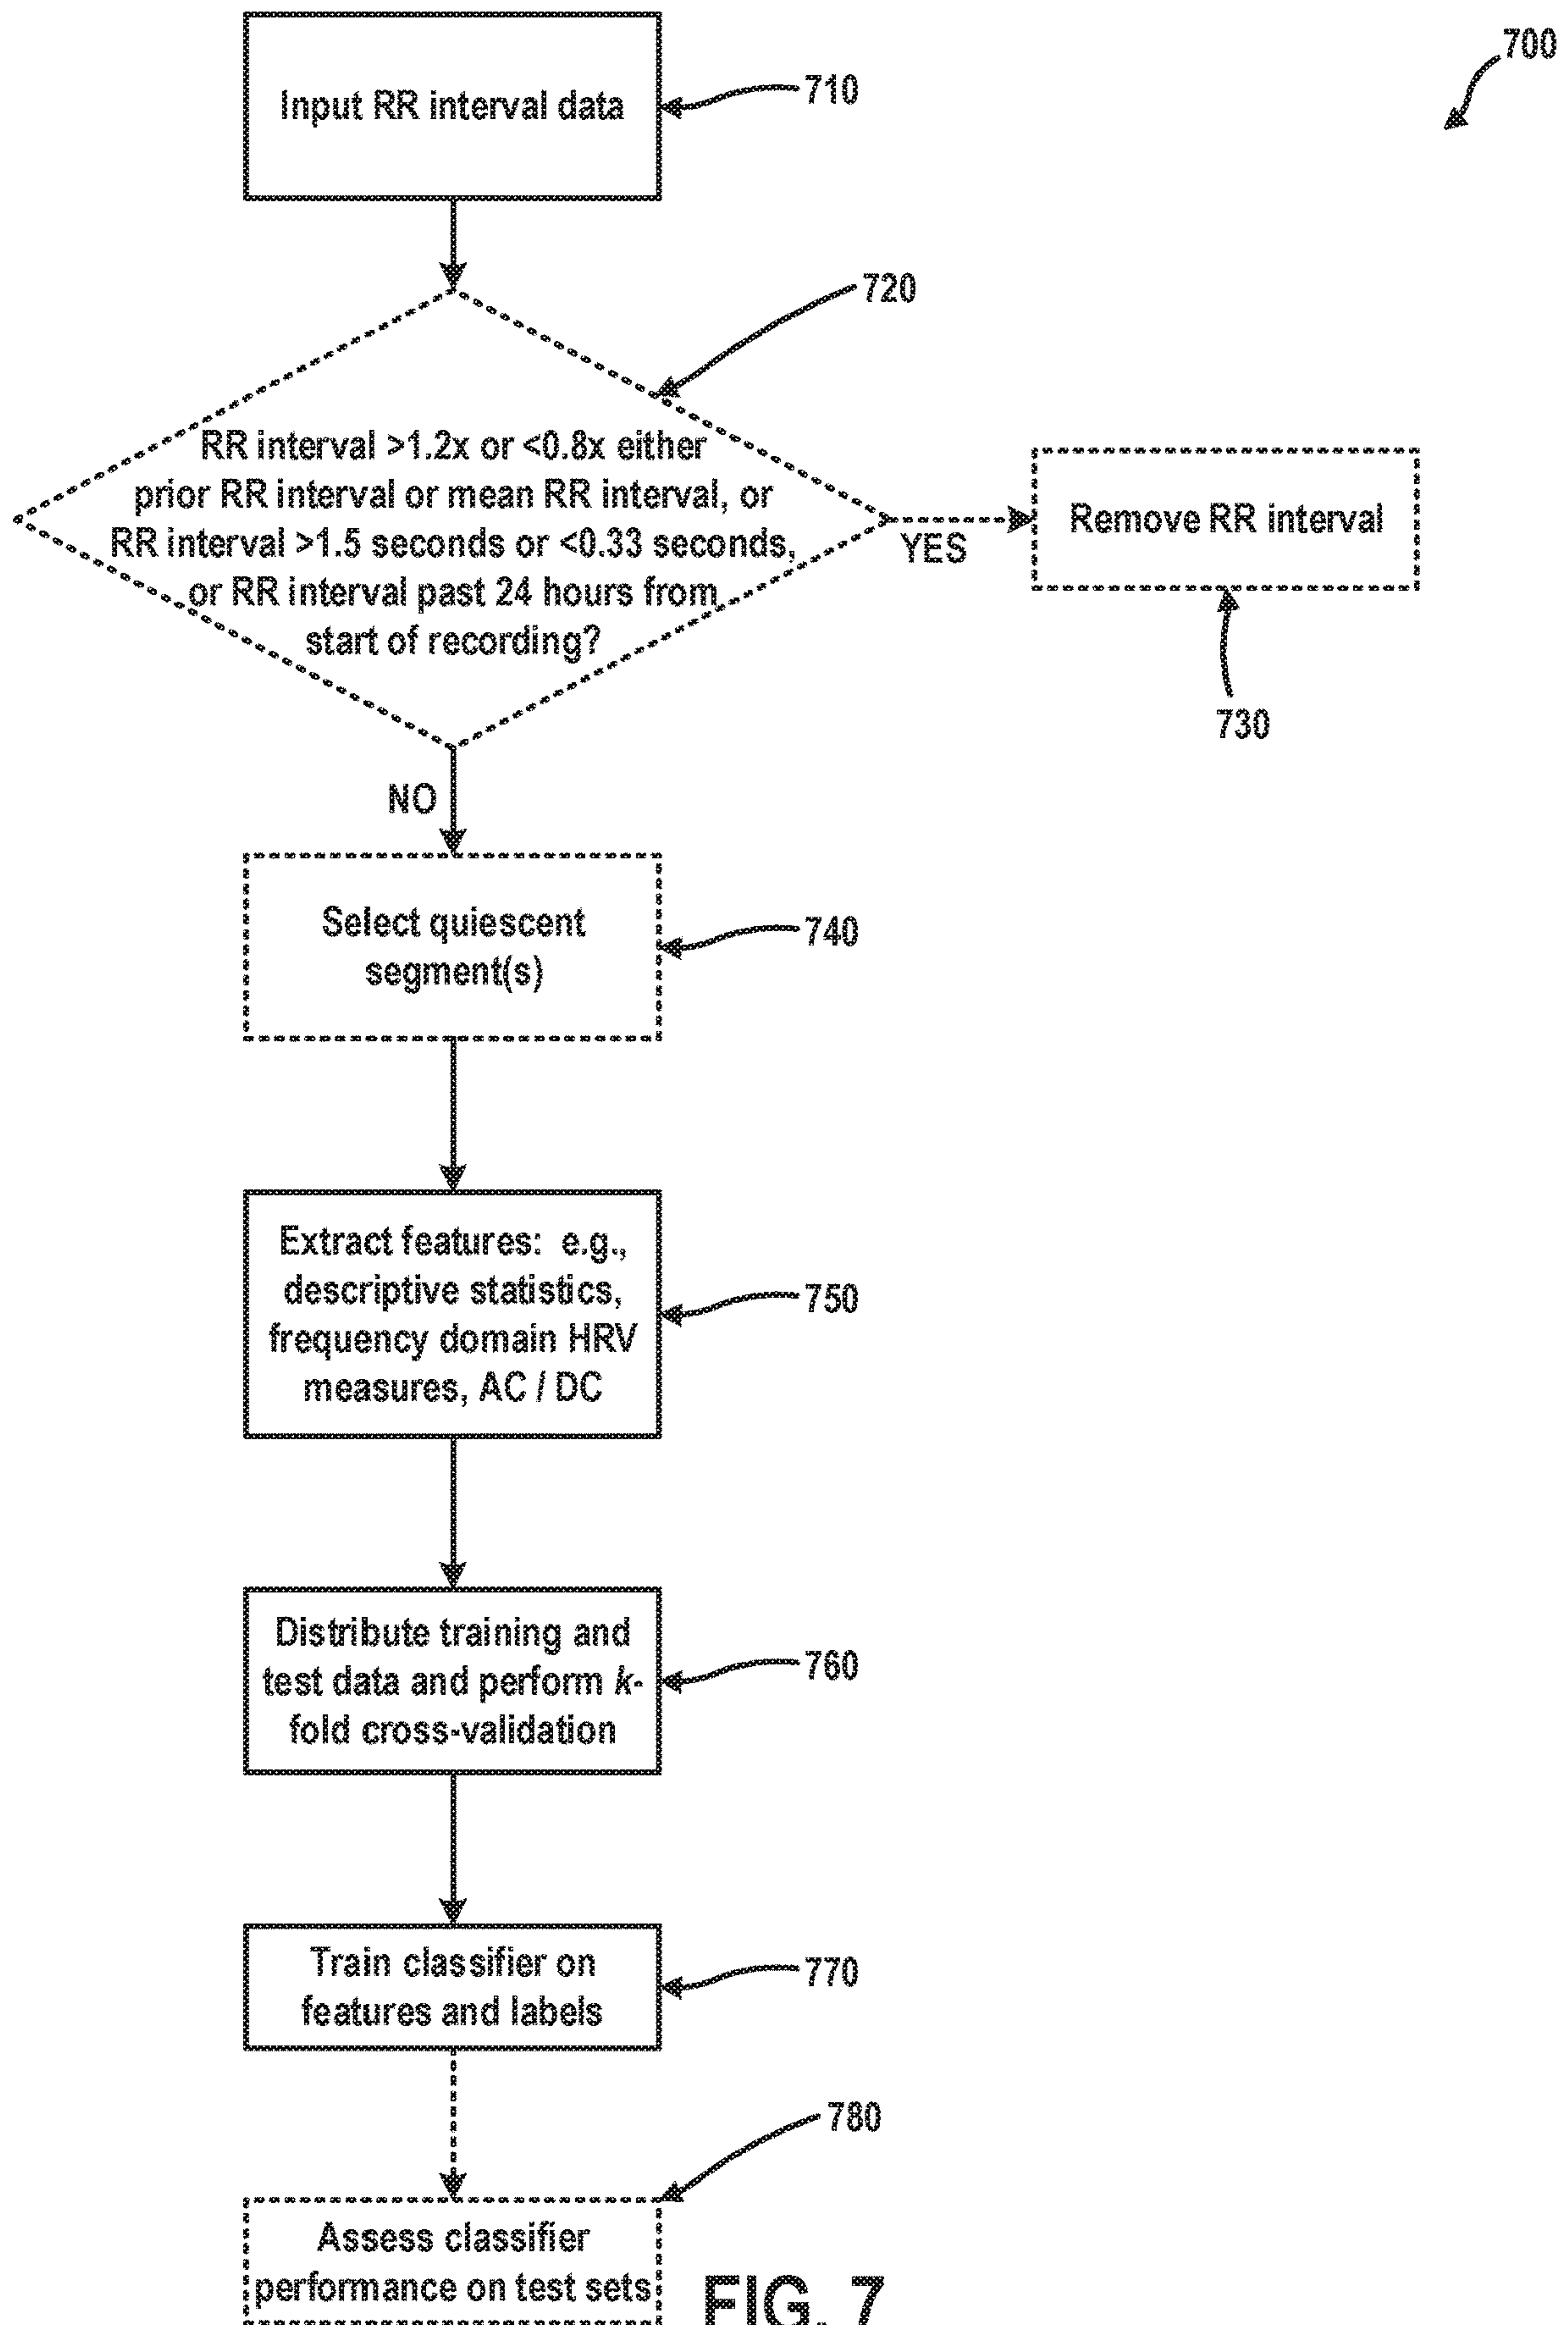 700
Input RR interval data
710
720
RR interval >1.2x or <0.8x either
prior RR interval or mean RR interval, or
RR interval >1.5 seconds or <0.33 seconds,
or RR interval past 24 hours from
start of recording?
YES
Remove RR interval
730
NO
Select quiescent
segment(s)
740
Extract features: e.g.,
descriptive statistics,
frequency domain HRV
measures, AC / DC
750
Distribute training and
test data and perform k-
fold cross-validation
760
Train classifier on
features and labels
770
780
Assess classifier
performance on test sets
FIG. 7